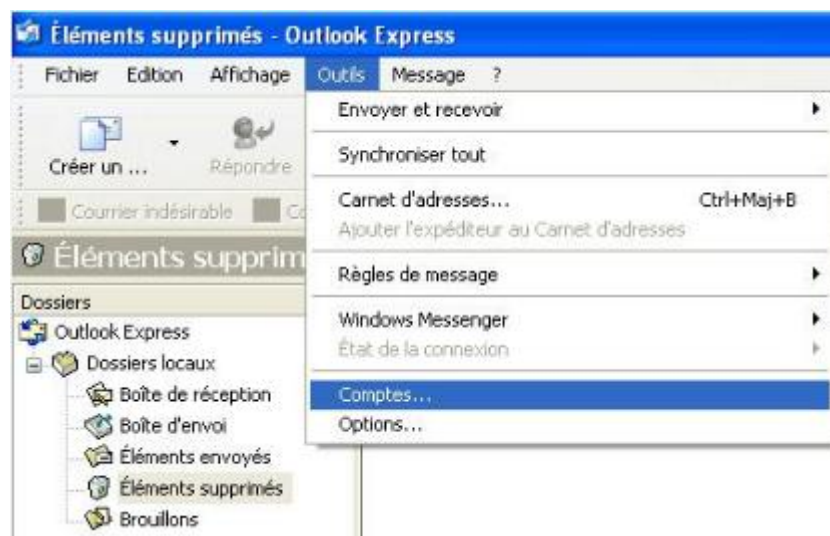 Éléments supprimés - Outlook Express
Fichier Edition Affichage Outils Message ?
Créer un ... Répondre
Courrier indésirable
Éléments supprim
Dossiers
Outlook Express
Dossiers locaux
Boîte de réception
Boîte d'envoi
Éléments envoyés
Éléments supprimés
Brouillons
Envoyer et recevoir
Synchroniser tout
Carnet d'adresses... Ctrl+Maj+B
Ajouter l'expéditeur au Carnet d'adresses
Règles de message
Windows Messenger
État de la connexion
Comptes...
Options...